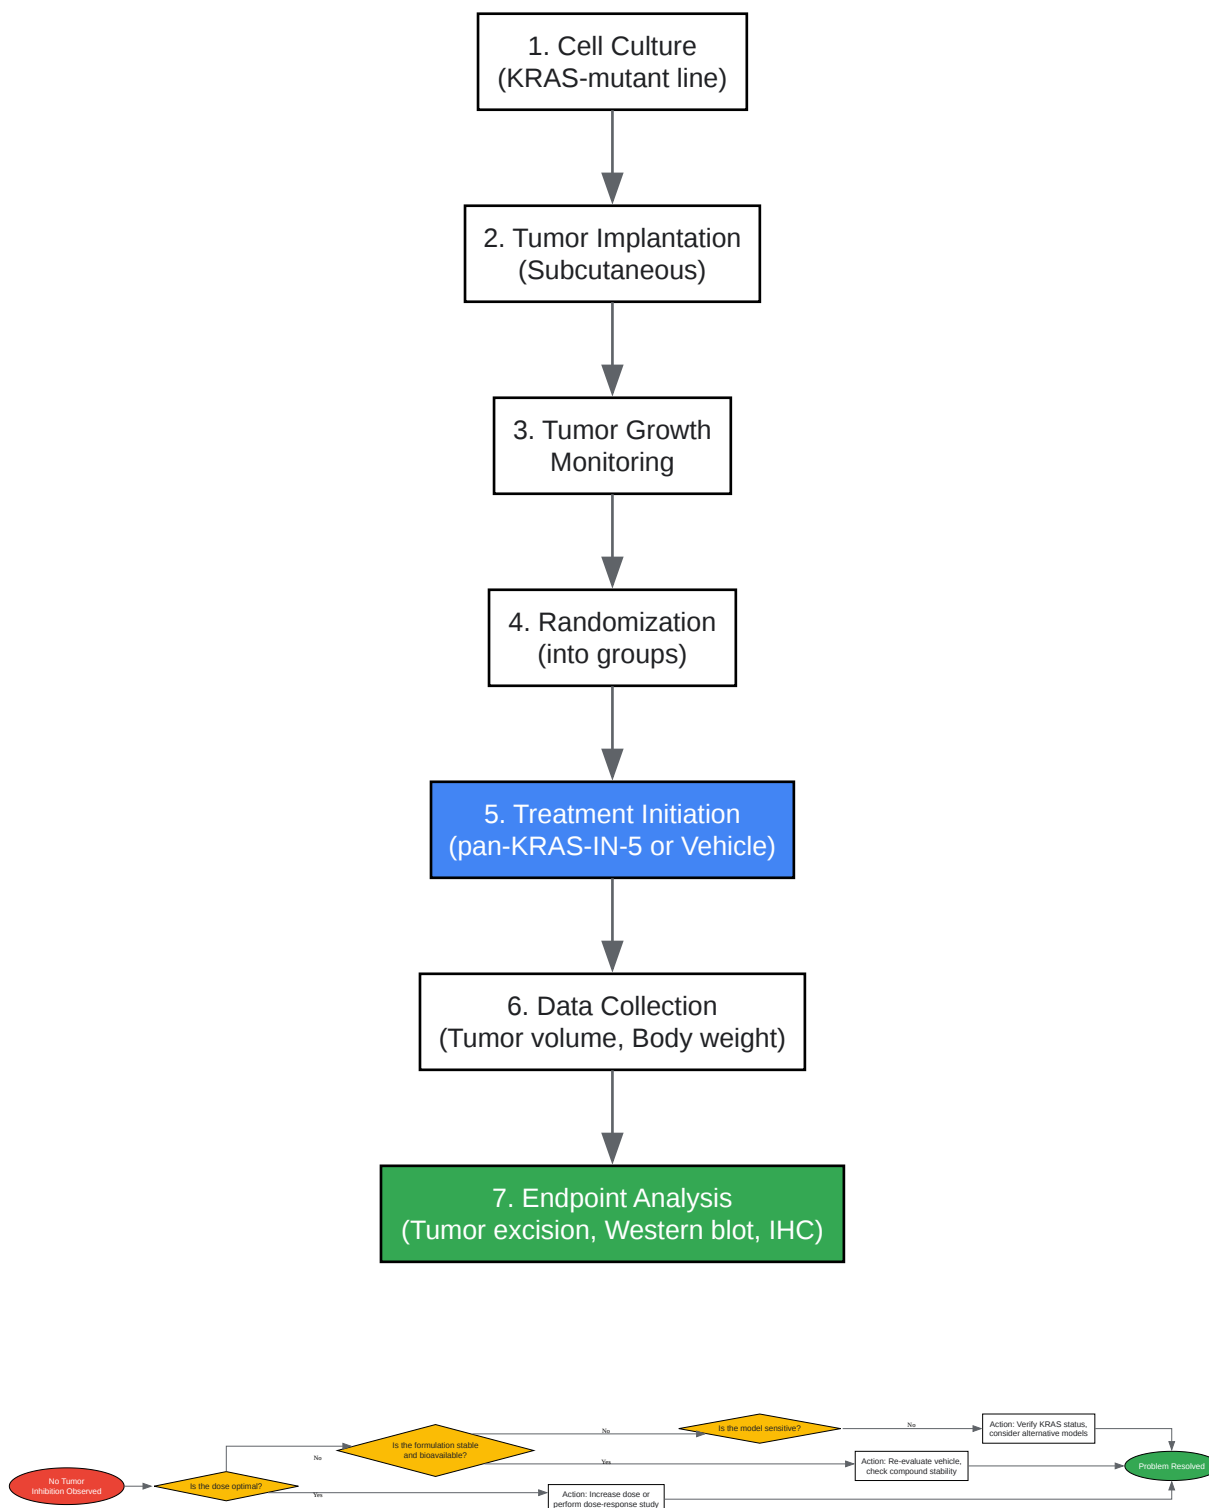 1. Cell Culture
(KRAS-mutant line)
2. Tumor Implantation
(Subcutaneous)
3. Tumor Growth
Monitoring
4. Randomization
(into groups)
5. Treatment Initiation
(pan-KRAS-IN-5 or Vehicle)
6. Data Collection
(Tumor volume, Body weight)
7. Endpoint Analysis
(Tumor excision, Western blot, IHC)
No Tumor
Inhibition Observed
Is the dose optimal?
No
Yes
Is the formulation stable
and bioavailable?
No
Yes
Action: Increase dose or
perform dose-response study
Is the model sensitive?
No
Action: Verify KRAS status,
consider alternative models
Action: Re-evaluate vehicle,
check compound stability
Problem Resolved